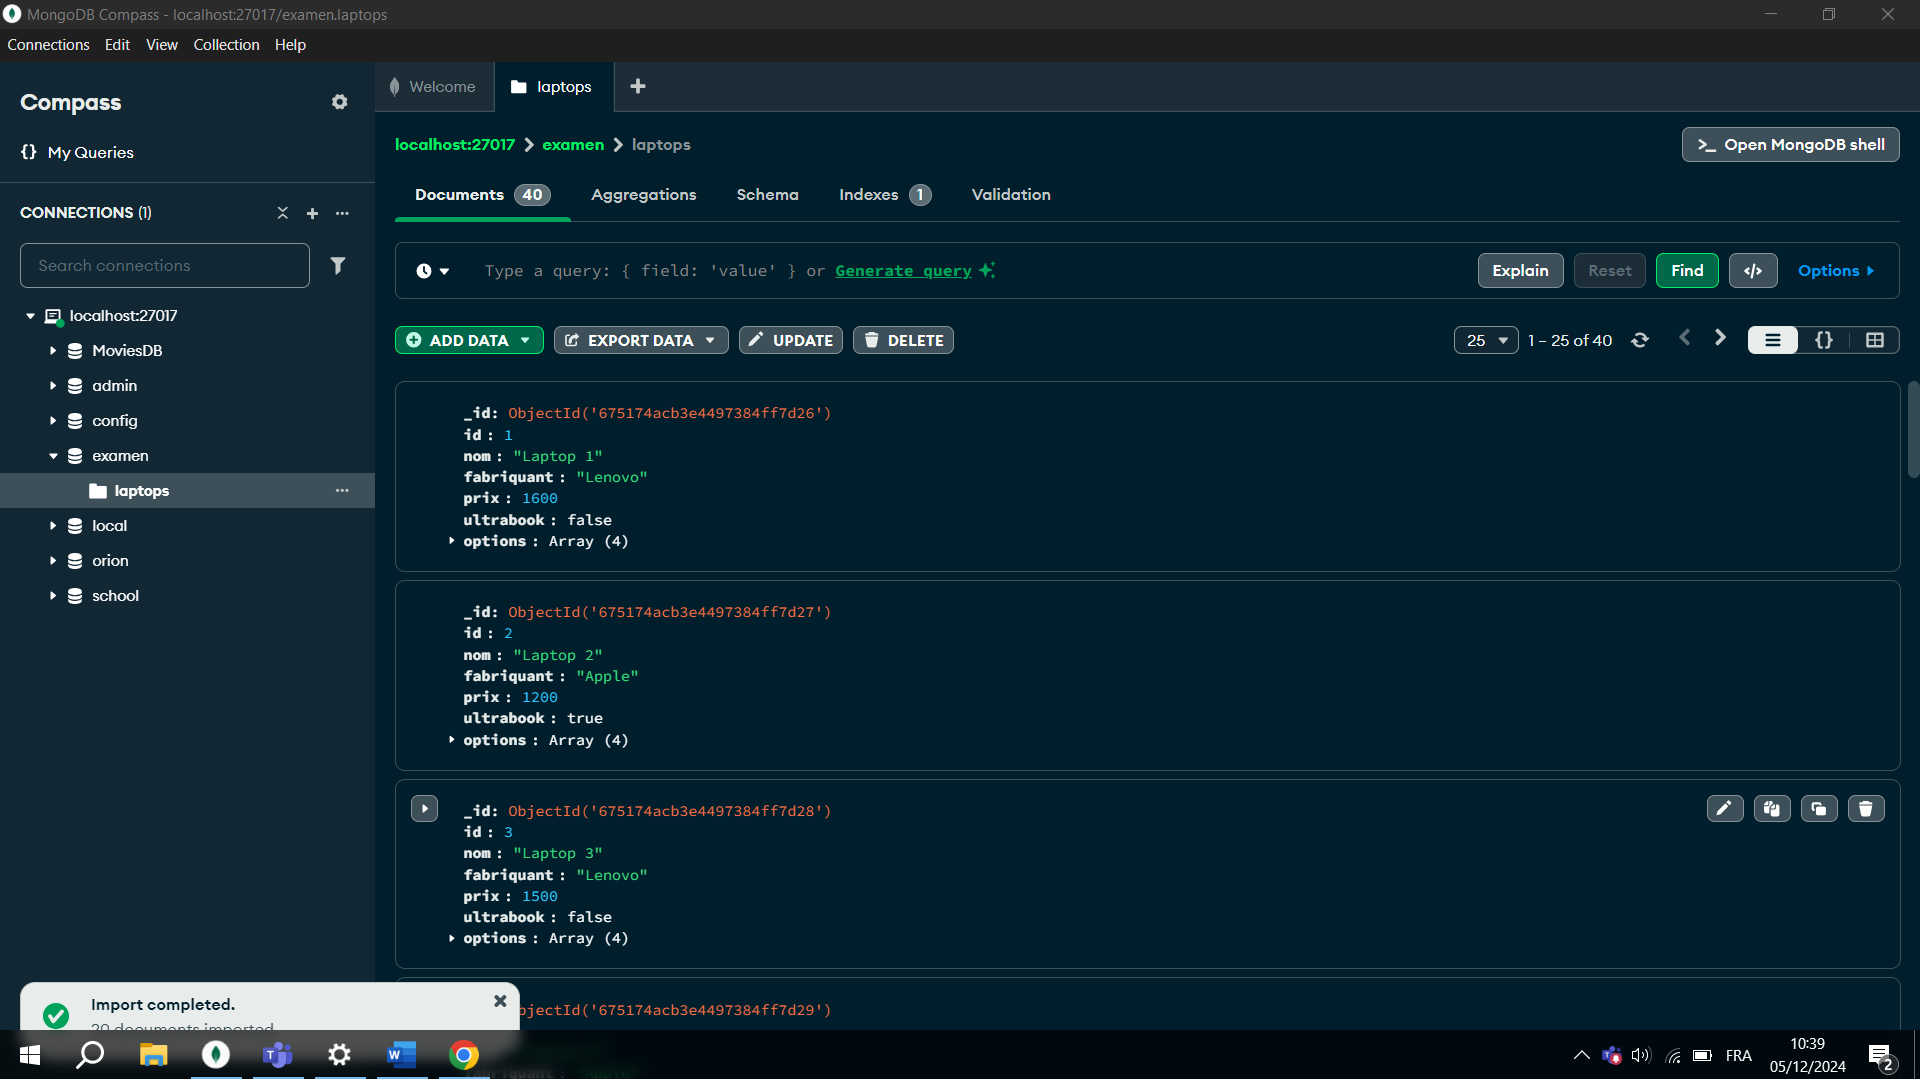 MongoDB Compass - localhost:27017/examen.laptops
Connections Edit View Collection Help
Compass
{} My Queries
CONNECTIONS (1)
Search connections
localhost:27017
MoviesDB
admin
config
examen
laptops
local
orion
school
Welcome
laptops
localhost:27017 > examen > laptops
>_ Open MongoDB shell
Documents 40 Aggregations Schema Indexes 1 Validation
Type a query: { field: 'value' } or Generate query
Explain Reset Find </> Options
ADD DATA EXPORT DATA UPDATE DELETE
25 1 – 25 of 40 {}
_id: ObjectId('675174acb3e4497384ff7d26')
id : 1
nom : "Laptop 1"
fabriquant : "Lenovo"
prix : 1600
ultrabook : false
options : Array (4)
_id: ObjectId('675174acb3e4497384ff7d27')
id : 2
nom : "Laptop 2"
fabriquant : "Apple"
prix : 1200
ultrabook : true
options : Array (4)
_id: ObjectId('675174acb3e4497384ff7d28')
id : 3
nom : "Laptop 3"
fabriquant : "Lenovo"
prix : 1500
ultrabook : false
options : Array (4)
bjectId('675174acb3e4497384ff7d29')
Import completed.
20 documents imported
fabriquant : "Apple"
FRA
10:39
05/12/2024
2